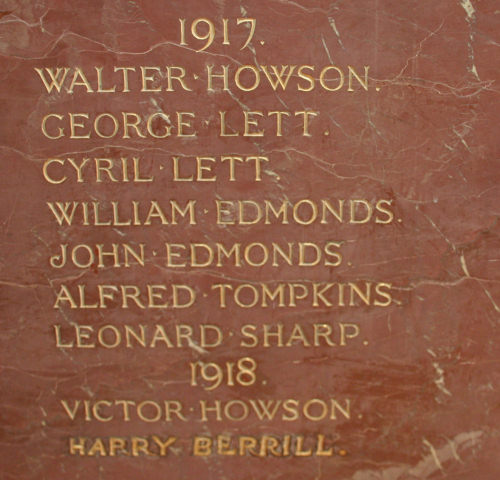 1917.
WALTER·HOWSON.
GEORGE·LETT.
CYRIL·LETT
WILLIAM·EDMONDS.
JOHN·EDMONDS.
ALFRED·TOMPKINS.
LEONARD·SHARP.
1918.
VICTOR·HOWSON.
HARRY·BERRILL.